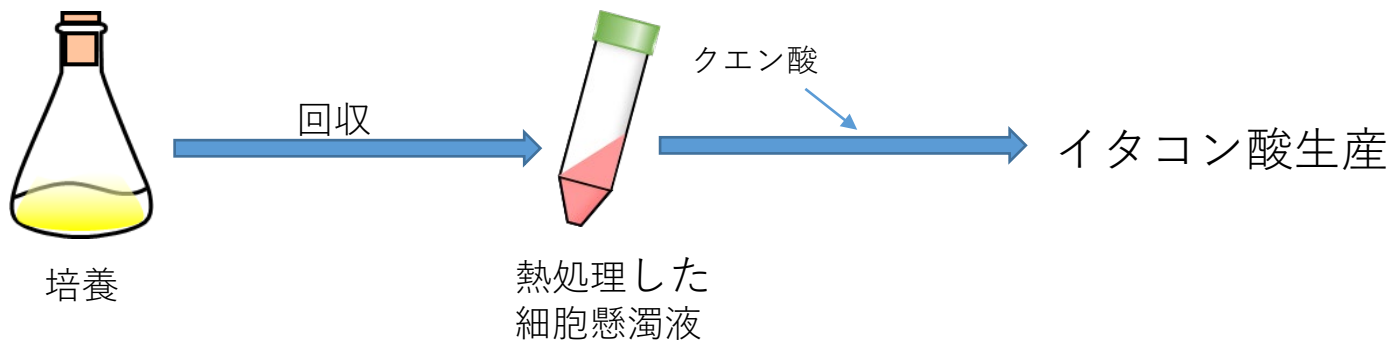 クエン酸
回収
イタコン酸生産
培養
熱処理した
細胞懸濁液